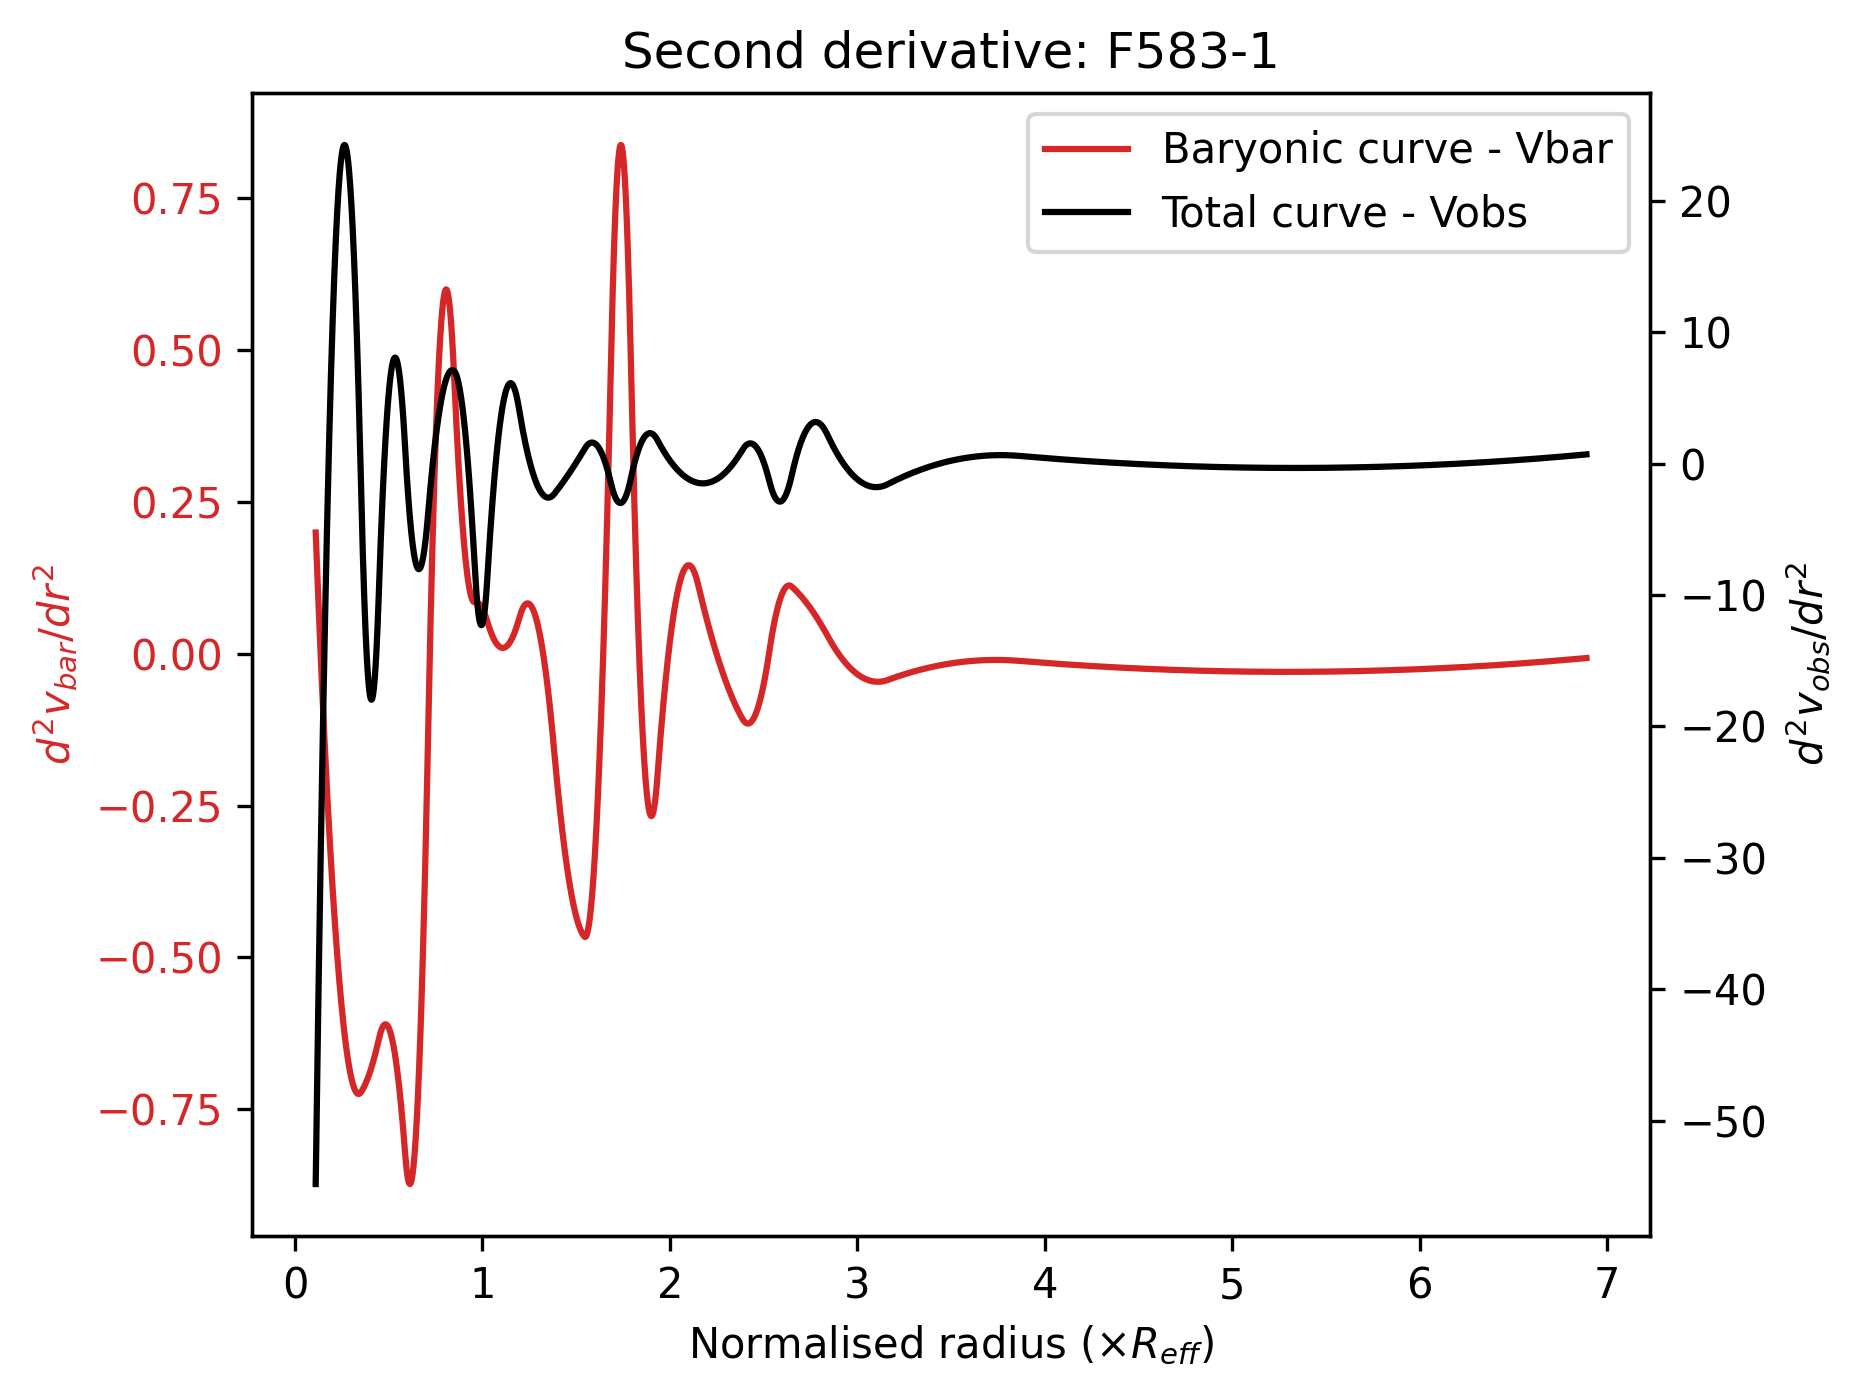 Second derivative: F583-1
Baryonic curve - Vbar
Total curve - Vobs
0.75
0.50
0.25
0.00
−0.25
−0.50
−0.75
d²v_bar/dr²
20
10
0
−10
−20
−30
−40
−50
d²v_obs/dr²
0 1 2 3 4 5 6 7
Normalised radius (×R_eff)